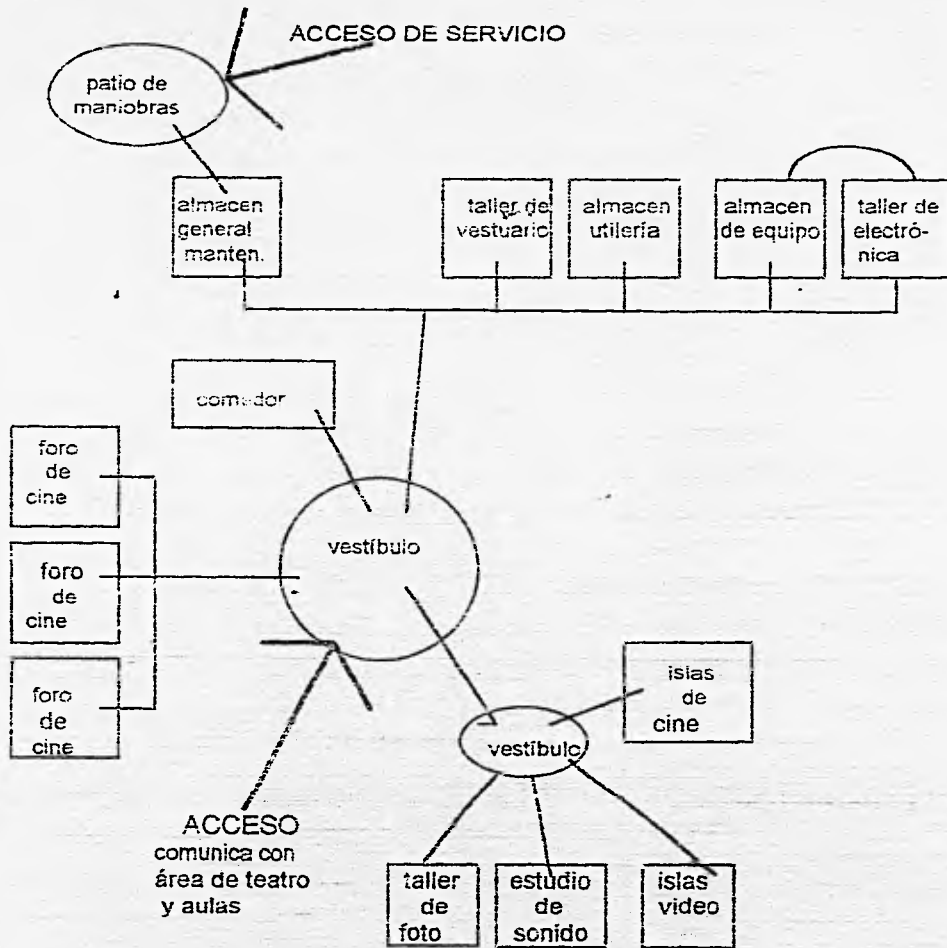 ACCESO DE SERVICIO
patio de
maniobras
almacen
general
manten.
taller de
vestuario
almacen
utilería
almacen
de equipo
taller de
electró-
nica
comedor
foro
de
cine
foro
de
cine
foro
de
cine
vestíbulo
islas
de
cine
vestíbulo
ACCESO
comunica con
área de teatro
y aulas
taller
de
foto
estudio
de
sonido
islas
video